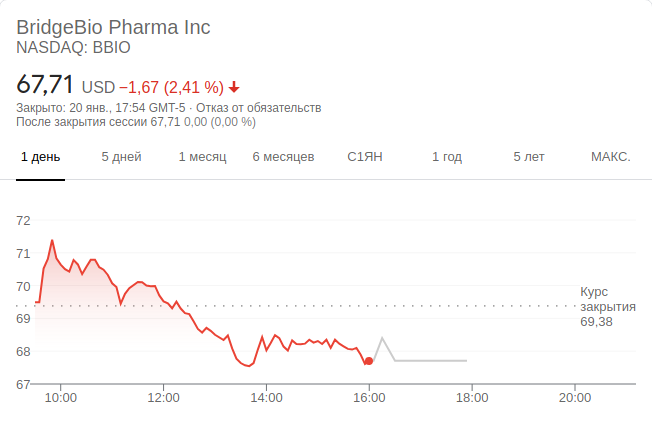 BridgeBio Pharma Inc
NASDAQ: BBIO
67,71 USD −1,67 (2,41 %)
Закрыто: 20 янв., 17:54 GMT-5 · Отказ от обязательств
После закрытия сессии 67,71 0,00 (0,00 %)
1 день 5 дней 1 месяц 6 месяцев С1ЯН 1 год 5 лет МАКС.
72
71
70
Курс
закрытия
69,38
69
68
67
10:00 12:00 14:00 16:00 18:00 20:00